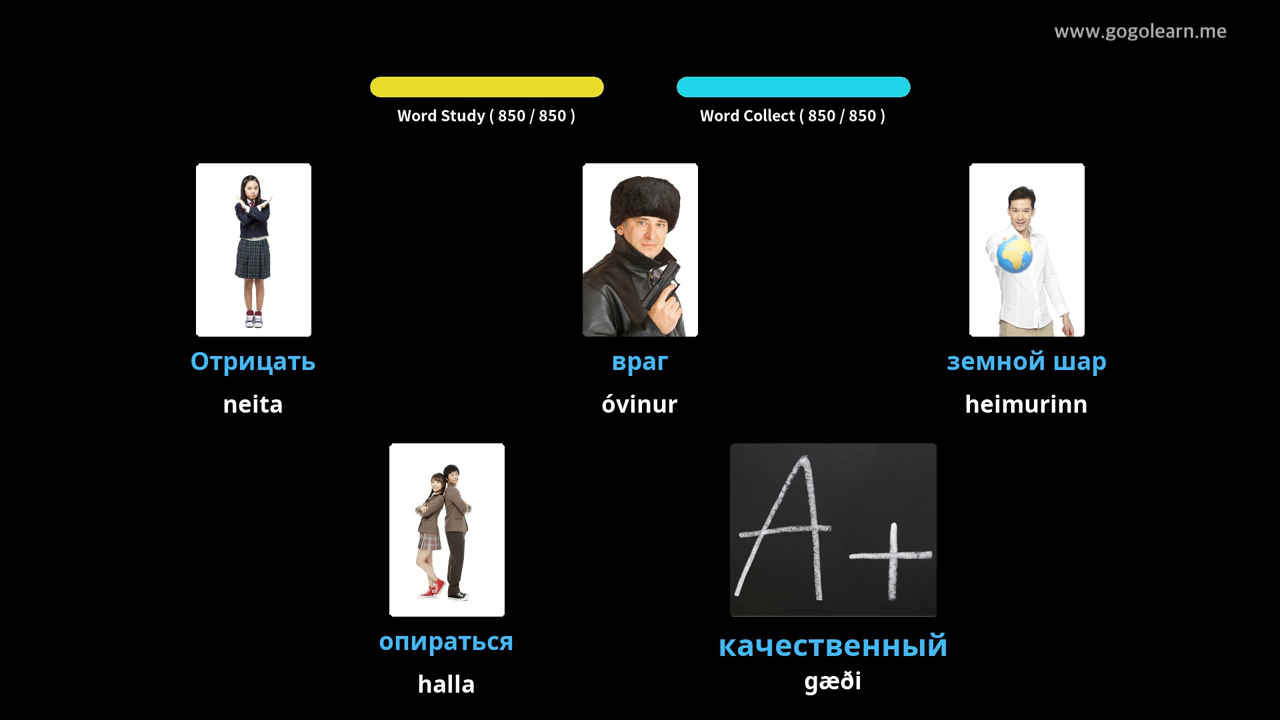 www.gogolearn.me
Word Study ( 850 / 850 )
Word Collect ( 850 / 850 )
Отрицать
neita
враг
óvinur
земной шар
heimurinn
A+
опираться
halla
качественный
gæði